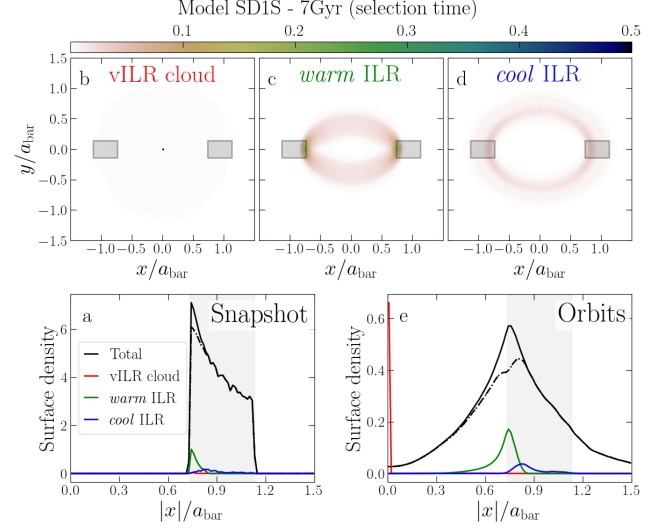 Model SD1S - 7Gyr (selection time)
0.1 0.2 0.3 0.4 0.5
b vILR cloud
c warm ILR
d cool ILR
y/a_bar
1.5
1.0
0.5
0.0
−0.5
−1.0
−1.5
−1.0 −0.5 0.0 0.5 1.0
−1.0 −0.5 0.0 0.5 1.0
−1.0 −0.5 0.0 0.5 1.0
x/a_bar x/a_bar x/a_bar
a Snapshot
Surface density
6
4
2
0
Total
vILR cloud
warm ILR
cool ILR
0.0 0.3 0.6 0.9 1.2 1.5
|x|/a_bar
e Orbits
Surface density
0.6
0.4
0.2
0.0
0.0 0.3 0.6 0.9 1.2 1.5
|x|/a_bar